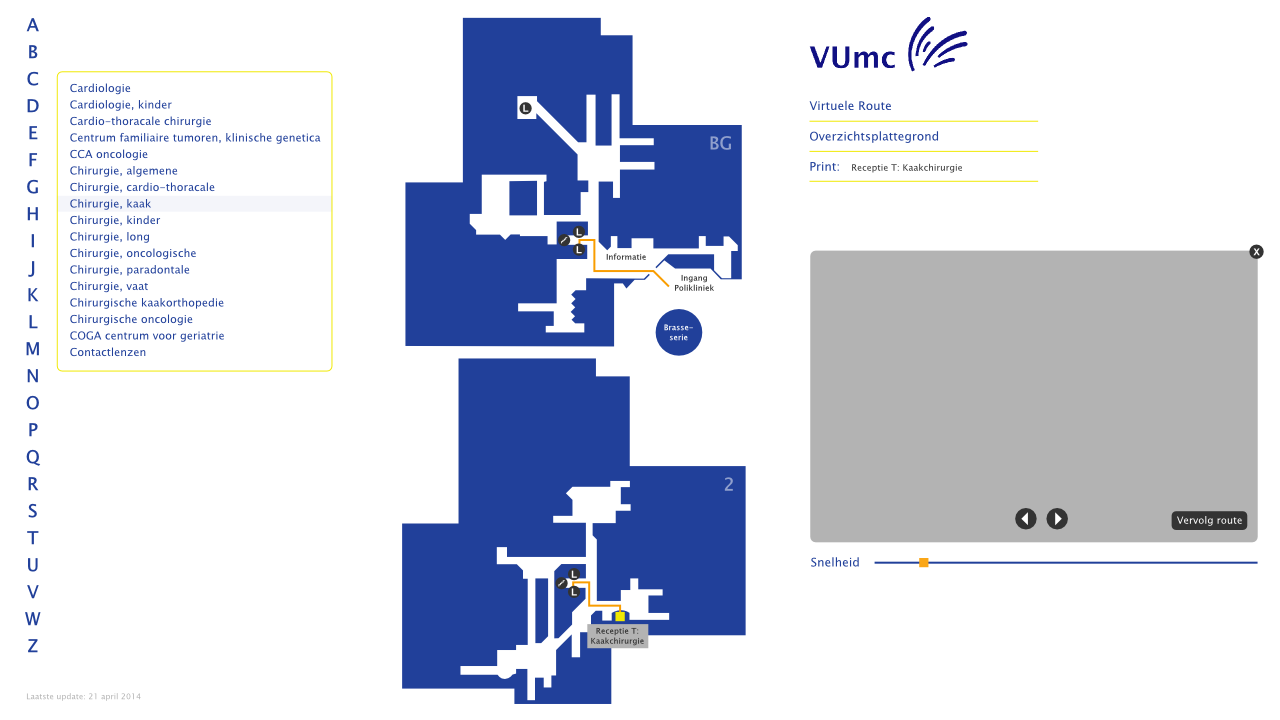 A
B
C
D
E
F
G
H
I
J
K
L
M
N
O
P
Q
R
S
T
U
V
W
Z
Cardiologie
Cardiologie, kinder
Cardio-thoracale chirurgie
Centrum familiaire tumoren, klinische genetica
CCA oncologie
Chirurgie, algemene
Chirurgie, cardio-thoracale
Chirurgie, kaak
Chirurgie, kinder
Chirurgie, long
Chirurgie, oncologische
Chirurgie, paradontale
Chirurgie, vaat
Chirurgische kaakorthopedie
Chirurgische oncologie
COGA centrum voor geriatrie
Contactlenzen
Laatste update: 21 april 2014
L
BG
L
L
Informatie
Ingang
Polikliniek
Brasse-
serie
2
L
L
Receptie T:
Kaakchirurgie
VUmc
Virtuele Route
Overzichtsplattegrond
Print: Receptie T: Kaakchirurgie
X
Vervolg route
Snelheid